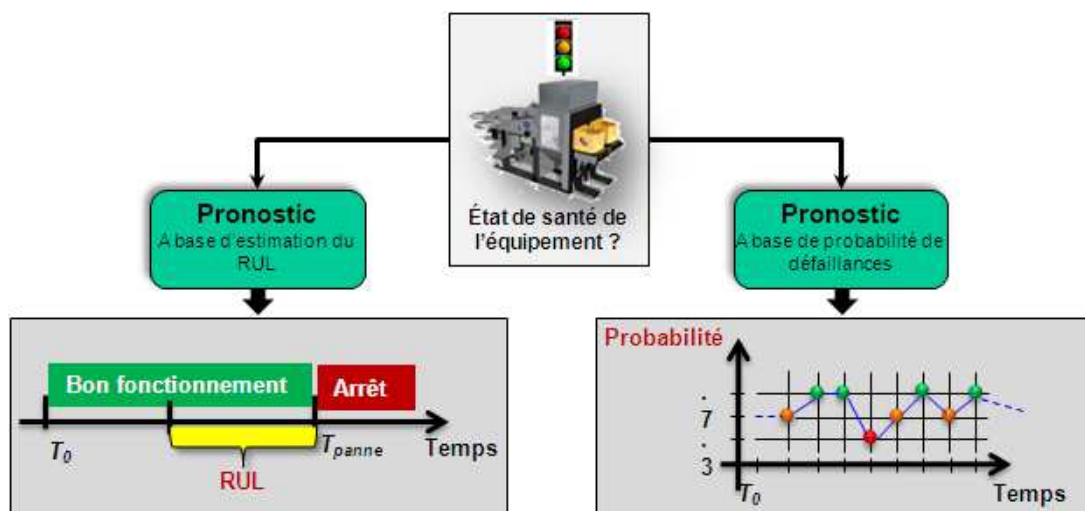 État de santé de
l'équipement ?
Pronostic
A base d'estimation du
RUL
Pronostic
A base de probabilité de
défaillances
Bon fonctionnement
Arrêt
T₀
T_panne
Temps
RUL
Probabilité
.
7
.
3
T₀
Temps